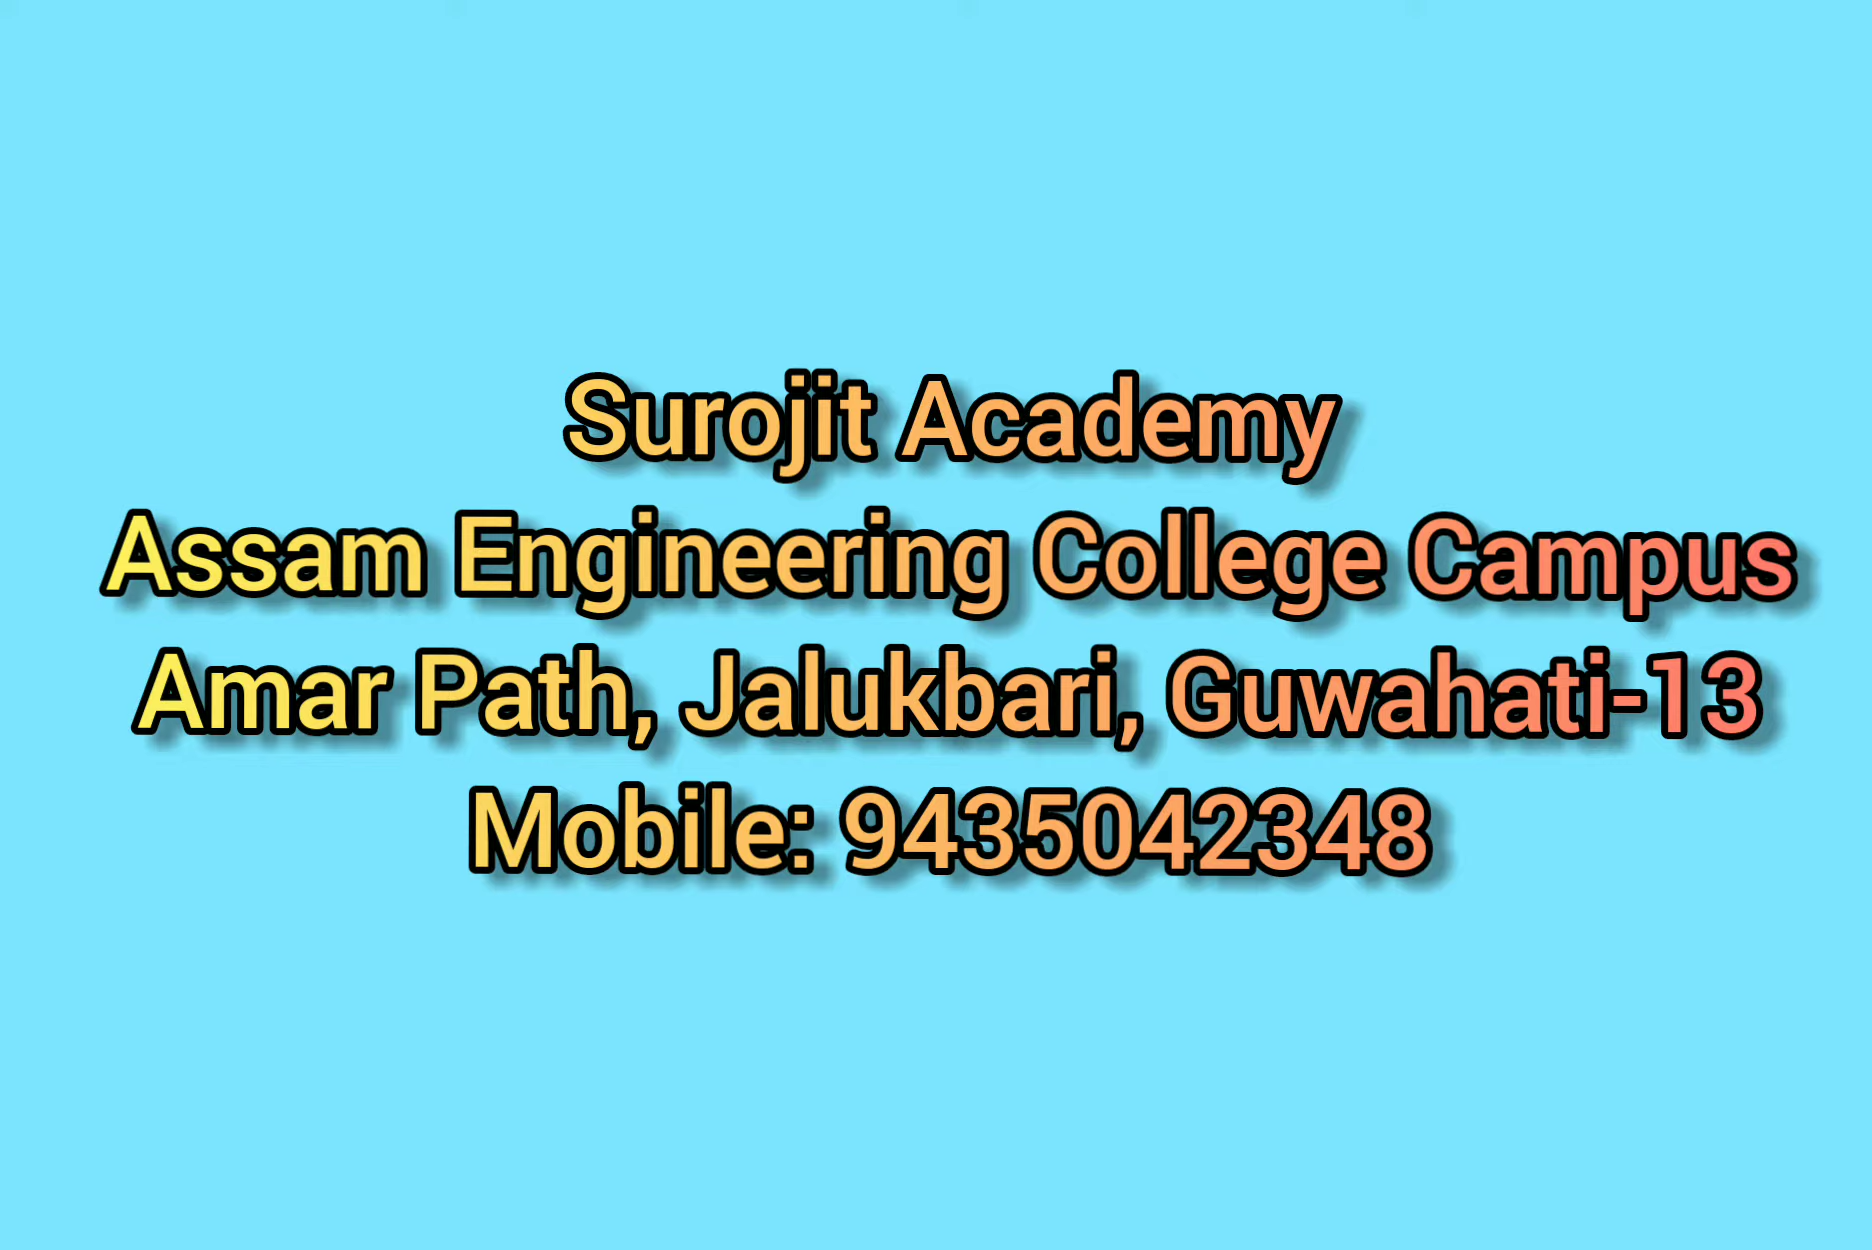 Surojit Academy
Assam Engineering College Campus
Amar Path, Jalukbari, Guwahati-13
Mobile: 9435042348